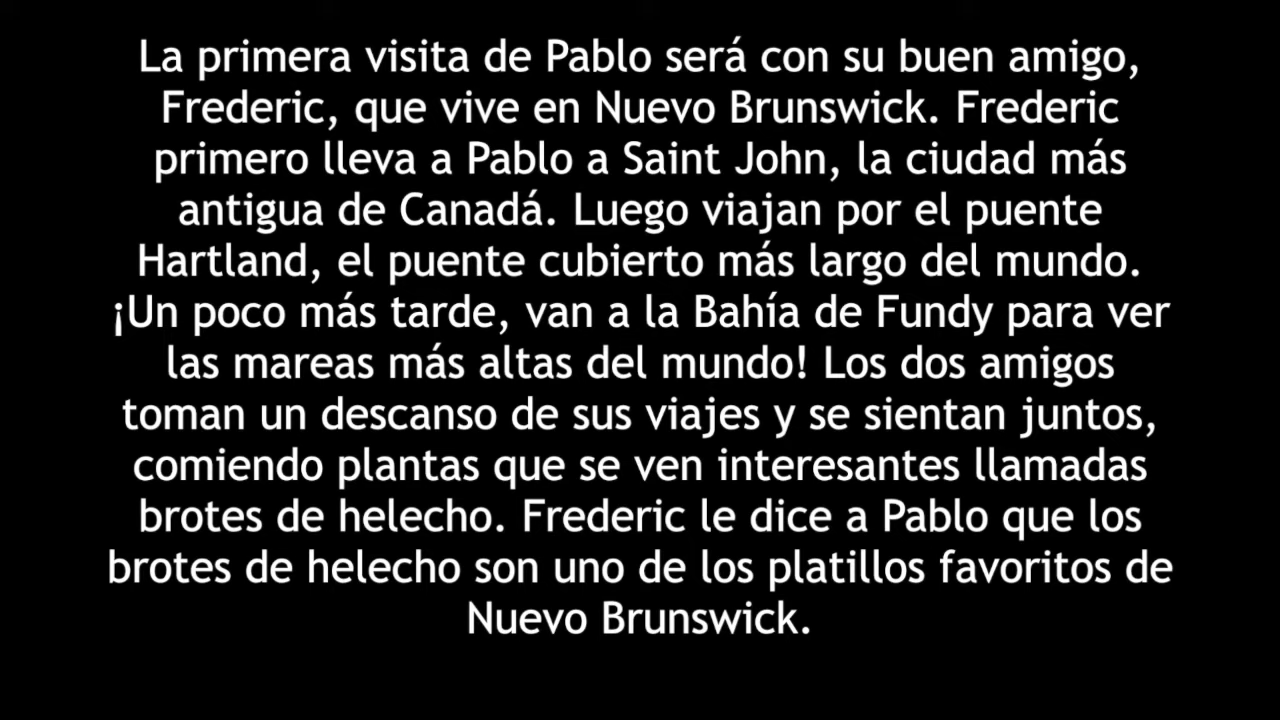 La primera visita de Pablo será con su buen amigo,
Frederic, que vive en Nuevo Brunswick. Frederic
primero lleva a Pablo a Saint John, la ciudad más
antigua de Canadá. Luego viajan por el puente
Hartland, el puente cubierto más largo del mundo.
¡Un poco más tarde, van a la Bahía de Fundy para ver
las mareas más altas del mundo! Los dos amigos
toman un descanso de sus viajes y se sientan juntos,
comiendo plantas que se ven interesantes llamadas
brotes de helecho. Frederic le dice a Pablo que los
brotes de helecho son uno de los platillos favoritos de
Nuevo Brunswick.